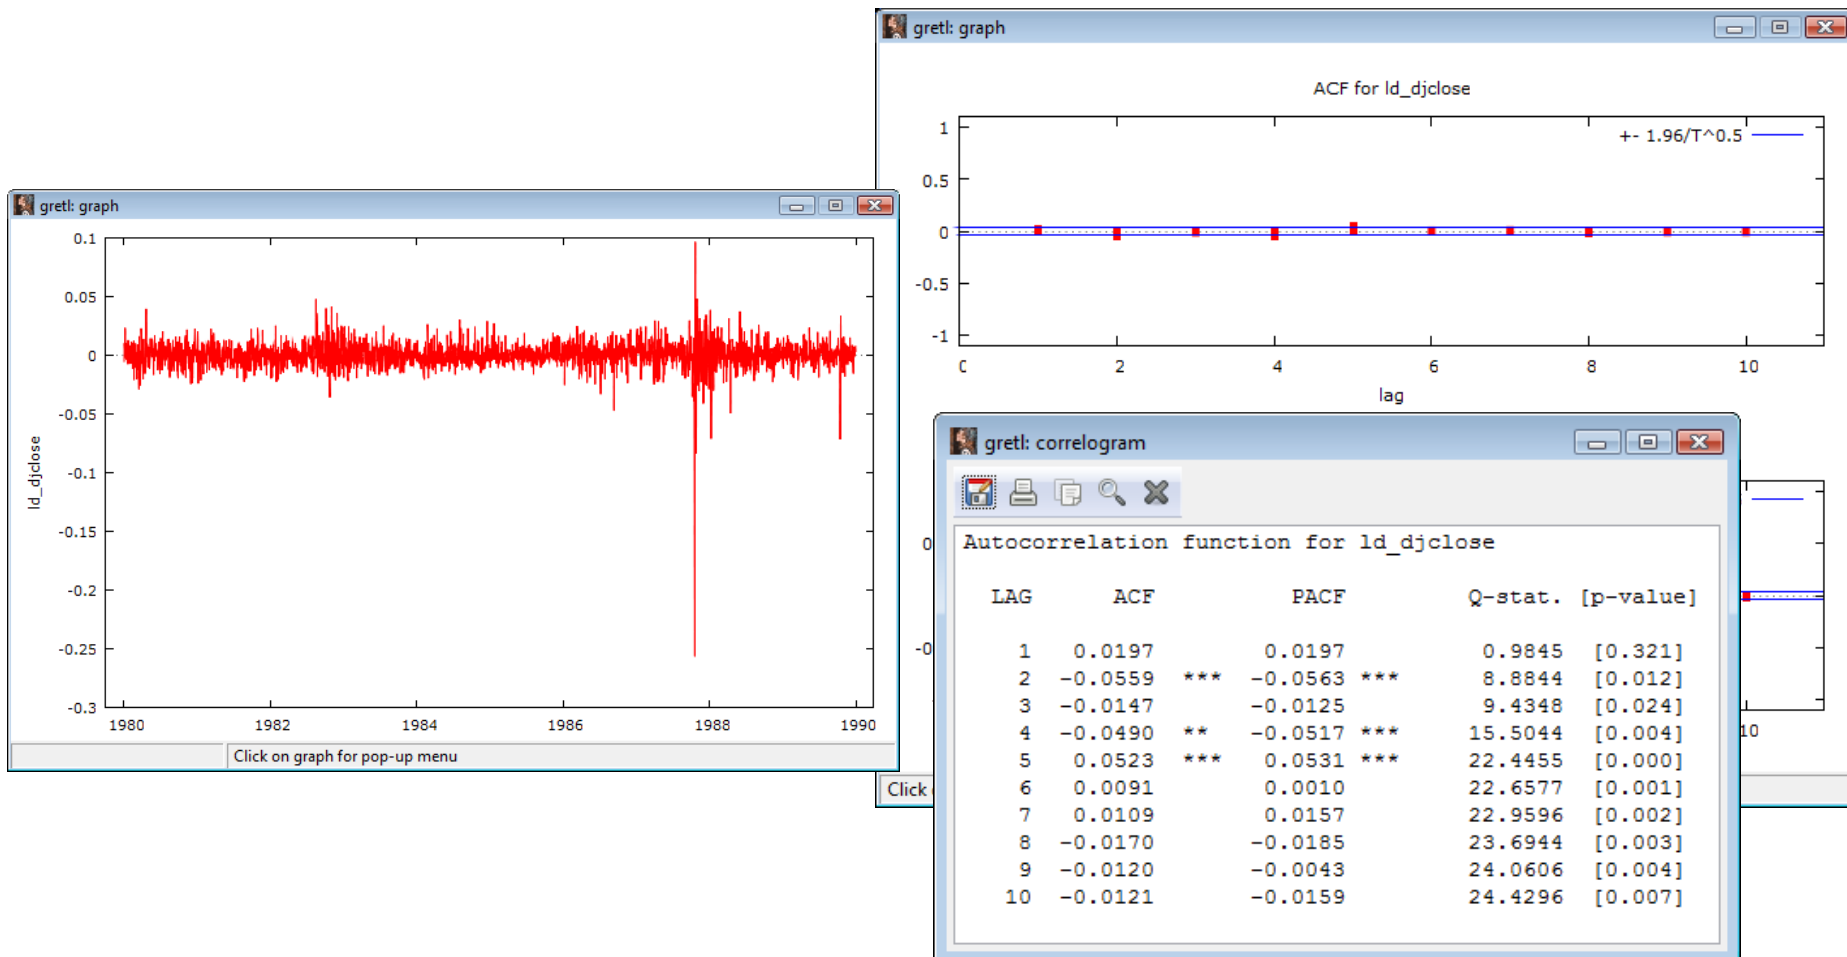 gretl: graph
0.1
0.05
0
-0.05
-0.1
-0.15
-0.2
-0.25
-0.3
ld_djclose
1980 1982 1984 1986 1988 1990
Click on graph for pop-up menu
gretl: graph
ACF for ld_djclose
+- 1.96/T^0.5
1
0.5
0
-0.5
-1
0 2 4 6 8 10
lag
0
-0
10
Click
gretl: correlogram
Autocorrelation function for ld_djclose
LAG ACF PACF Q-stat. [p-value]
1 0.0197 0.0197 0.9845 [0.321]
2 -0.0559 *** -0.0563 *** 8.8844 [0.012]
3 -0.0147 -0.0125 9.4348 [0.024]
4 -0.0490 ** -0.0517 *** 15.5044 [0.004]
5 0.0523 *** 0.0531 *** 22.4455 [0.000]
6 0.0091 0.0010 22.6577 [0.001]
7 0.0109 0.0157 22.9596 [0.002]
8 -0.0170 -0.0185 23.6944 [0.003]
9 -0.0120 -0.0043 24.0606 [0.004]
10 -0.0121 -0.0159 24.4296 [0.007]